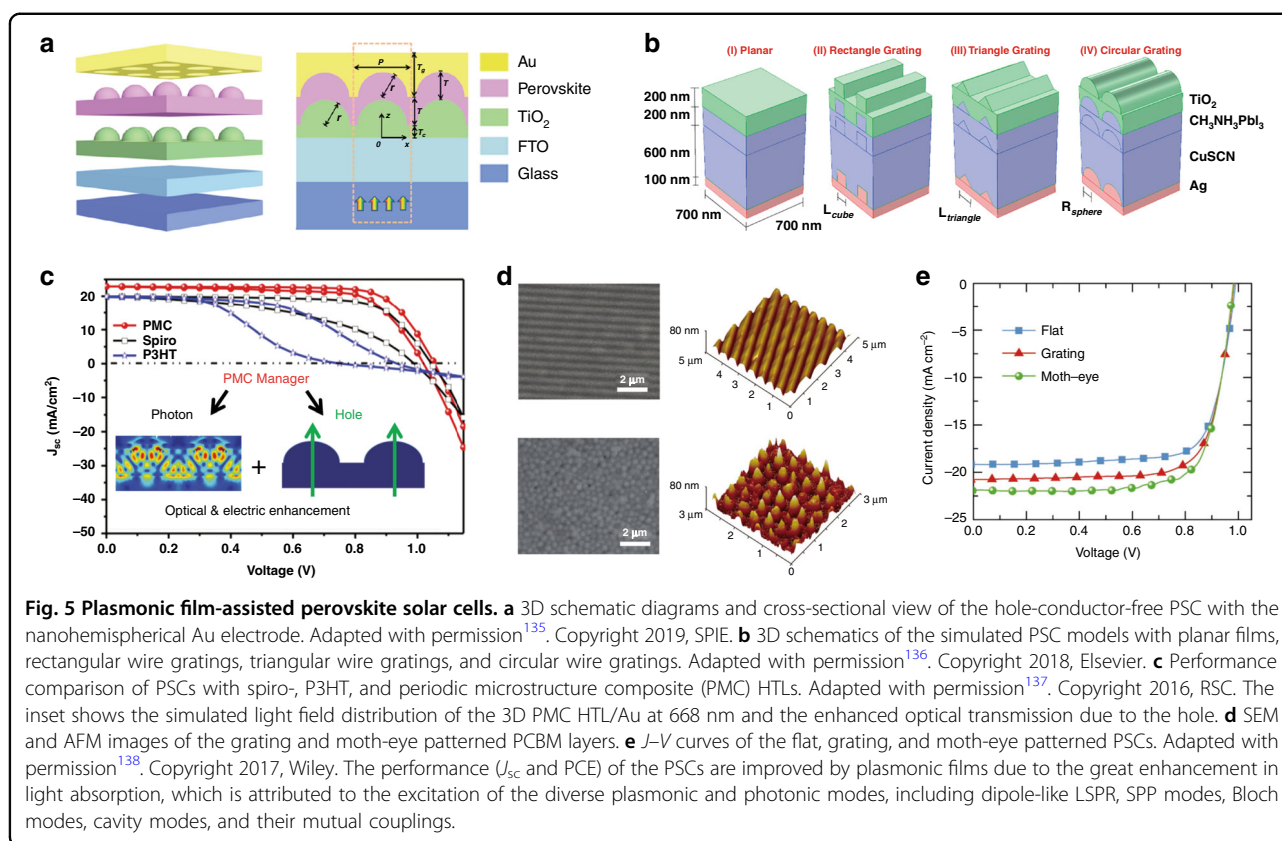 a
P
T
g
T
r
r
T
z
T
c
0
x
Au
Perovskite
TiO2
FTO
Glass
b
(I) Planar
(II) Rectangle Grating
(III) Triangle Grating
(IV) Circular Grating
200 nm
200 nm
600 nm
100 nm
700 nm
700 nm
Lcube
Ltriangle
Rsphere
TiO2
CH3NH3PbI3
CuSCN
Ag
c
Jsc (mA/cm2)
20
10
0
–10
–20
–30
–40
–50
PMC
Spiro
P3HT
PMC Manager
Photon
Hole
+
Optical & electric enhancement
0.0 0.2 0.4 0.6 0.8 1.0
Voltage (V)
d
2 μm
80 nm
5 μm
4
3
2
1
0
1
2
3
4
5 μm
2 μm
80 nm
3 μm
2
1
0
1
2
3 μm
e
Current density (mA cm–2)
0
–5
–10
–15
–20
–25
Flat
Grating
Moth–eye
0.0 0.2 0.4 0.6 0.8 1.0
Voltage (V)
Fig. 5 Plasmonic film-assisted perovskite solar cells. a 3D schematic diagrams and cross-sectional view of the hole-conductor-free PSC with the
nanohemispherical Au electrode. Adapted with permission135. Copyright 2019, SPIE. b 3D schematics of the simulated PSC models with planar films,
rectangular wire gratings, triangular wire gratings, and circular wire gratings. Adapted with permission136. Copyright 2018, Elsevier. c Performance
comparison of PSCs with spiro-, P3HT, and periodic microstructure composite (PMC) HTLs. Adapted with permission137. Copyright 2016, RSC. The
inset shows the simulated light field distribution of the 3D PMC HTL/Au at 668 nm and the enhanced optical transmission due to the hole. d SEM
and AFM images of the grating and moth-eye patterned PCBM layers. e J–V curves of the flat, grating, and moth-eye patterned PSCs. Adapted with
permission138. Copyright 2017, Wiley. The performance (Jsc and PCE) of the PSCs are improved by plasmonic films due to the great enhancement in
light absorption, which is attributed to the excitation of the diverse plasmonic and photonic modes, including dipole-like LSPR, SPP modes, Bloch
modes, cavity modes, and their mutual couplings.